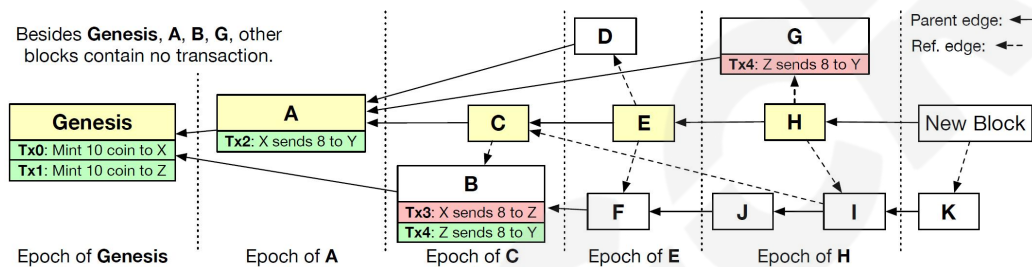 Besides Genesis, A, B, G, other
blocks contain no transaction.
Parent edge:
Ref. edge:
D
G
Tx4: Z sends 8 to Y
Genesis
Tx0: Mint 10 coin to X
Tx1: Mint 10 coin to Z
A
Tx2: X sends 8 to Y
C
E
H
New Block
B
Tx3: X sends 8 to Z
Tx4: Z sends 8 to Y
F
J
I
K
Epoch of Genesis
Epoch of A
Epoch of C
Epoch of E
Epoch of H